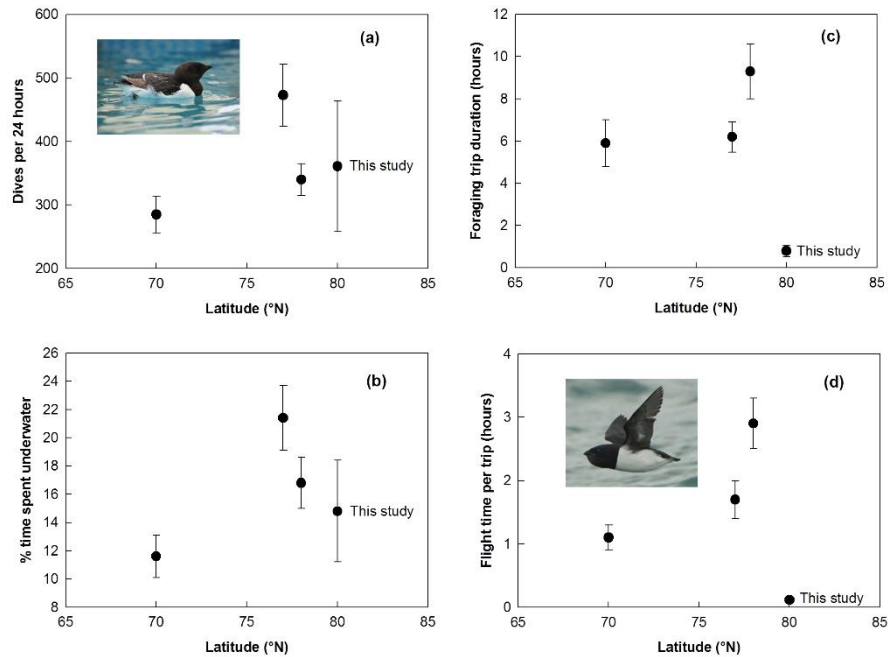 (a)
Dives per 24 hours
600
500
400
300
200
This study
65 70 75 80 85
Latitude (°N)
(c)
Foraging trip duration (hours)
12
10
8
6
4
2
0
This study
65 70 75 80 85
Latitude (°N)
(b)
% time spent underwater
26
24
22
20
18
16
14
12
10
8
This study
65 70 75 80 85
Latitude (°N)
(d)
Flight time per trip (hours)
4
3
2
1
0
This study
65 70 75 80 85
Latitude (°N)